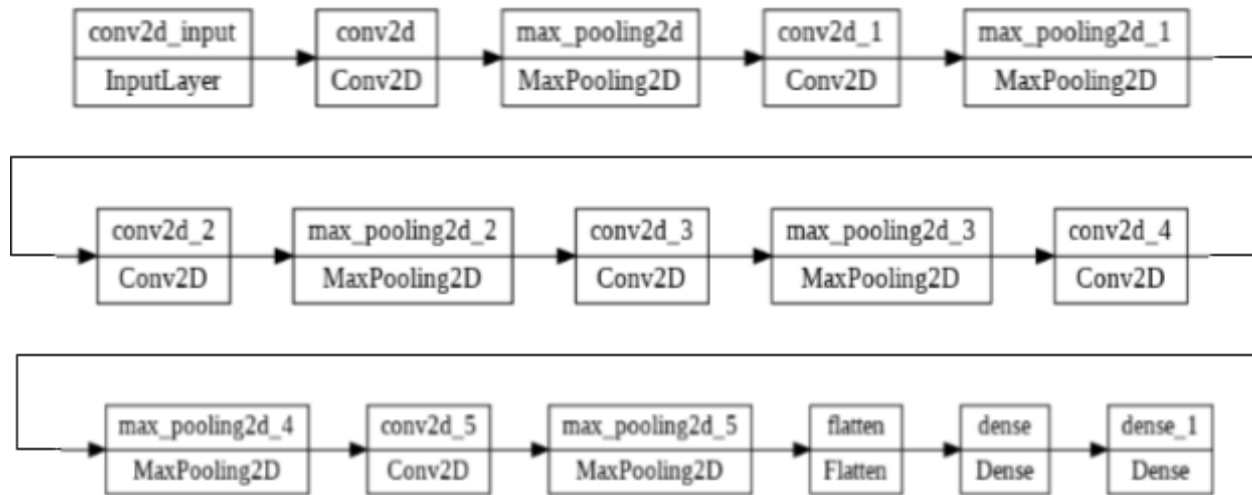 conv2d_input conv2d max_pooling2d conv2d_1 max_pooling2d_1
InputLayer Conv2D MaxPooling2D Conv2D MaxPooling2D
conv2d_2 max_pooling2d_2 conv2d_3 max_pooling2d_3 conv2d_4
Conv2D MaxPooling2D Conv2D MaxPooling2D Conv2D
max_pooling2d_4 conv2d_5 max_pooling2d_5 flatten dense dense_1
MaxPooling2D Conv2D MaxPooling2D Flatten Dense Dense